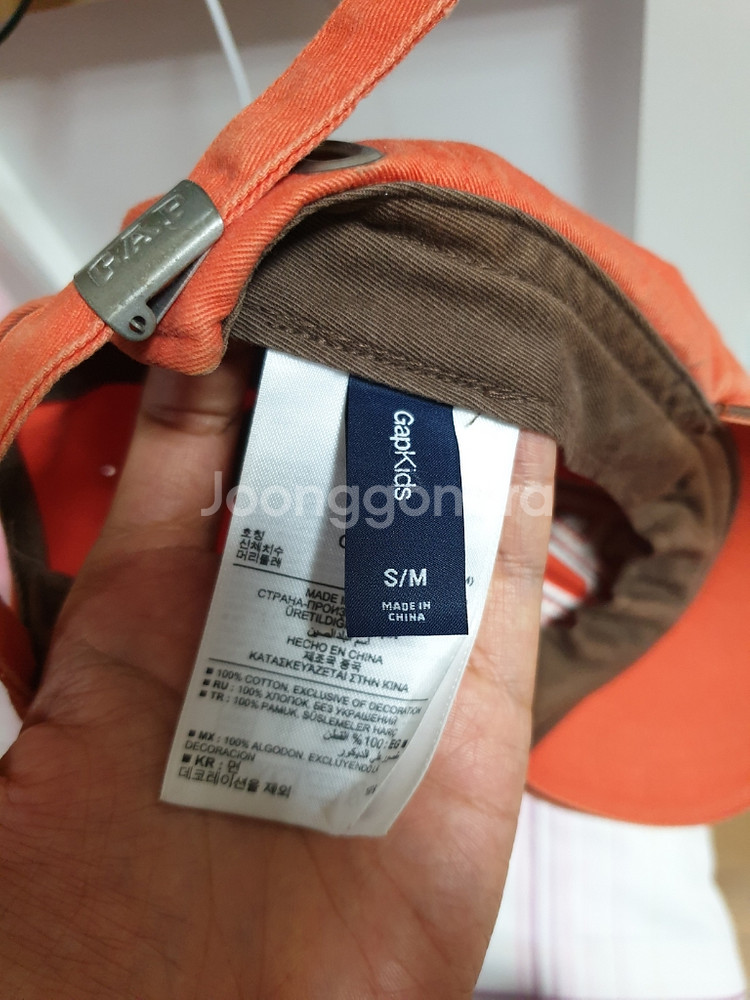 GAP
GapKids
S/M
MADE IN
CHINA
Joonggonara
호칭
신체치수
머리둘레
MADE
СТРАНА-ПРОИЗ
ÜRETILDIĞ
HECHO EN CHINA
제조국 중국
ΚΑΤΑΣΚΕΥΑΖΕΤΑΙ ΣΤΗΝ ΚΙΝΑ
■ 100% COTTON, EXCLUSIVE OF DECORATION
■ RU : 100% ХЛОПОК, БЕЗ УКРАШЕНИЙ
■ TR : 100% PAMUK, SÜSLEMELER HARİÇ
■ MX : 100% ALGODON, EXCLUYENDO
DECORACION
■ KR : 면
데코레이션을 제외